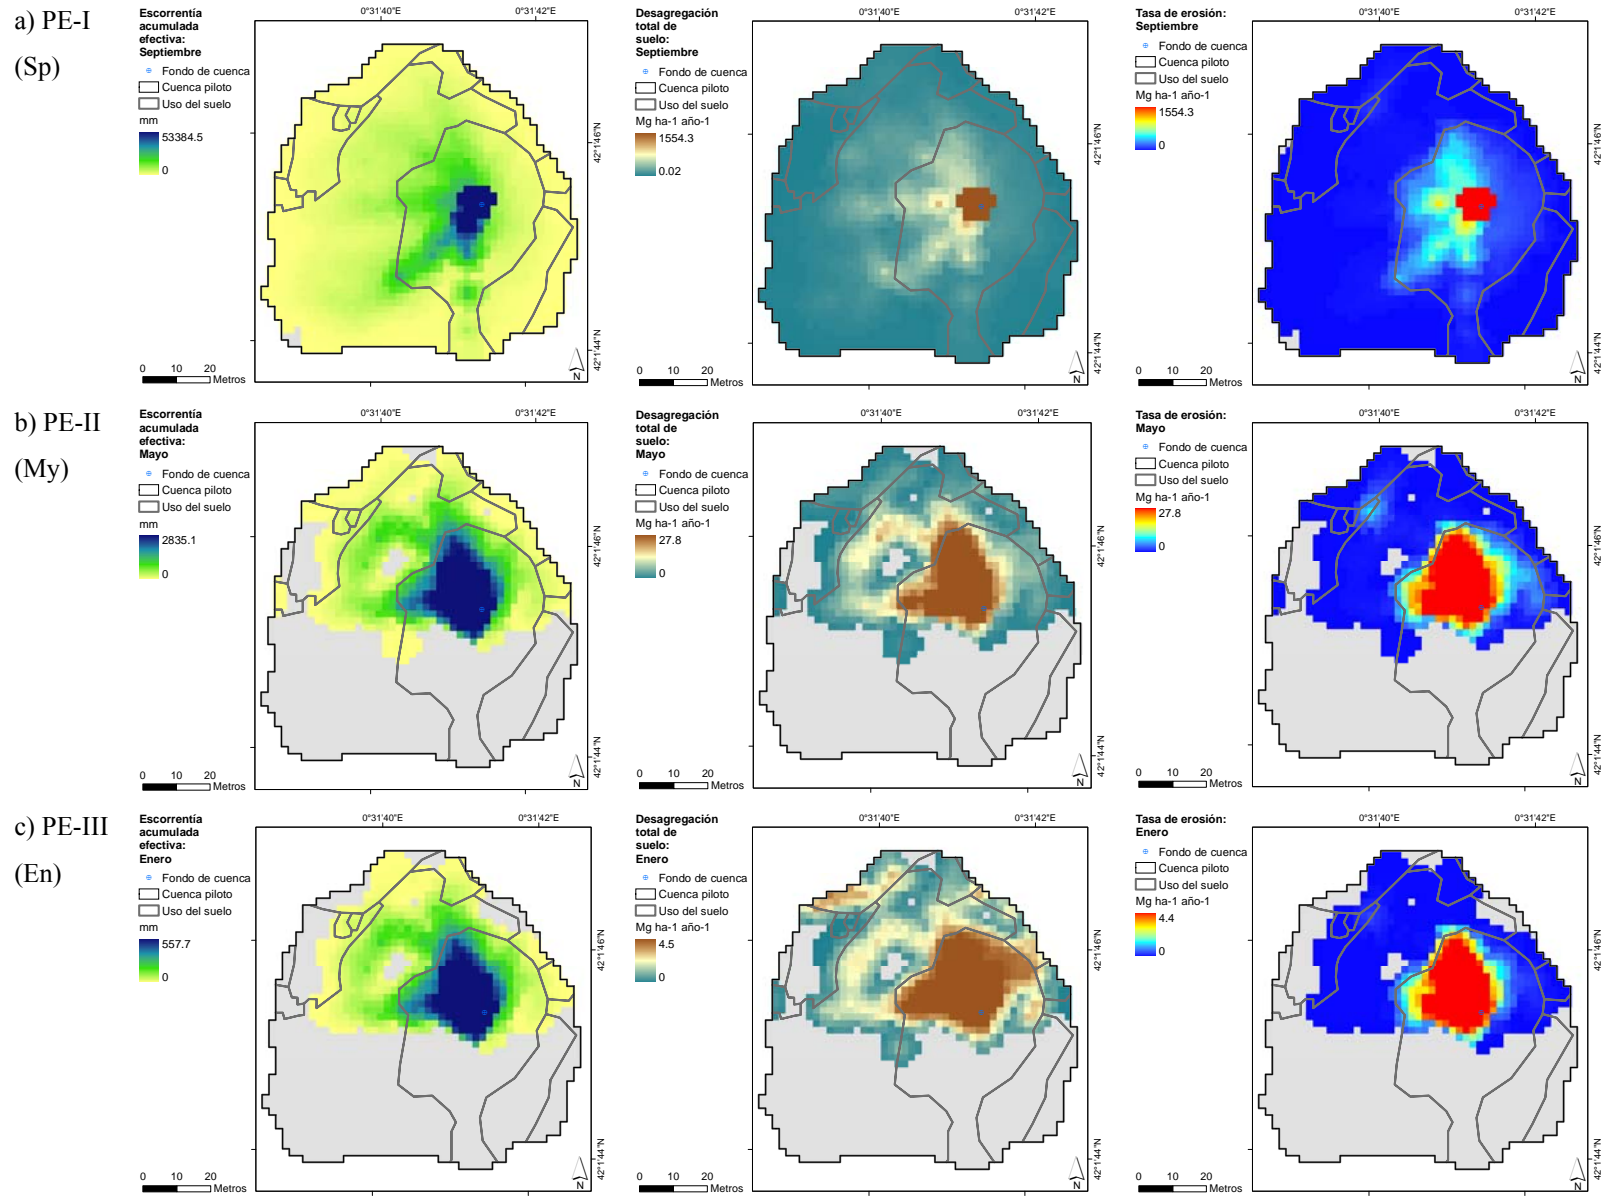 a) PE-I
(Sp)
Escorrentía
acumulada
efectiva:
Septiembre
Fondo de cuenca
Cuenca piloto
Uso del suelo
mm
53384.5
0
0 10 20
Metros
0°31'40"E 0°31'42"E
42°1'46"N
42°1'44"N
N
Desagregación
total de
suelo:
Septiembre
Fondo de cuenca
Cuenca piloto
Uso del suelo
Mg ha-1 año-1
1554.3
0.02
0 10 20
Metros
0°31'40"E 0°31'42"E
42°1'46"N
42°1'44"N
N
Tasa de erosión:
Septiembre
Fondo de cuenca
Cuenca piloto
Uso del suelo
Mg ha-1 año-1
1554.3
0
0 10 20
Metros
0°31'40"E 0°31'42"E
42°1'46"N
42°1'44"N
N
b) PE-II
(My)
Escorrentía
acumulada
efectiva:
Mayo
Fondo de cuenca
Cuenca piloto
Uso del suelo
mm
2835.1
0
0 10 20
Metros
0°31'40"E 0°31'42"E
42°1'46"N
42°1'44"N
N
Desagregación
total de
suelo:
Mayo
Fondo de cuenca
Cuenca piloto
Uso del suelo
Mg ha-1 año-1
27.8
0
0 10 20
Metros
0°31'40"E 0°31'42"E
42°1'46"N
42°1'44"N
N
Tasa de erosión:
Mayo
Fondo de cuenca
Cuenca piloto
Uso del suelo
Mg ha-1 año-1
27.8
0
0 10 20
Metros
0°31'40"E 0°31'42"E
42°1'46"N
42°1'44"N
N
c) PE-III
(En)
Escorrentía
acumulada
efectiva:
Enero
Fondo de cuenca
Cuenca piloto
Uso del suelo
mm
557.7
0
0 10 20
Metros
0°31'40"E 0°31'42"E
42°1'46"N
42°1'44"N
N
Desagregación
total de
suelo:
Enero
Fondo de cuenca
Cuenca piloto
Uso del suelo
Mg ha-1 año-1
4.5
0
0 10 20
Metros
0°31'40"E 0°31'42"E
42°1'46"N
42°1'44"N
N
Tasa de erosión:
Enero
Fondo de cuenca
Cuenca piloto
Uso del suelo
Mg ha-1 año-1
4.4
0
0 10 20
Metros
0°31'40"E 0°31'42"E
42°1'46"N
42°1'44"N
N